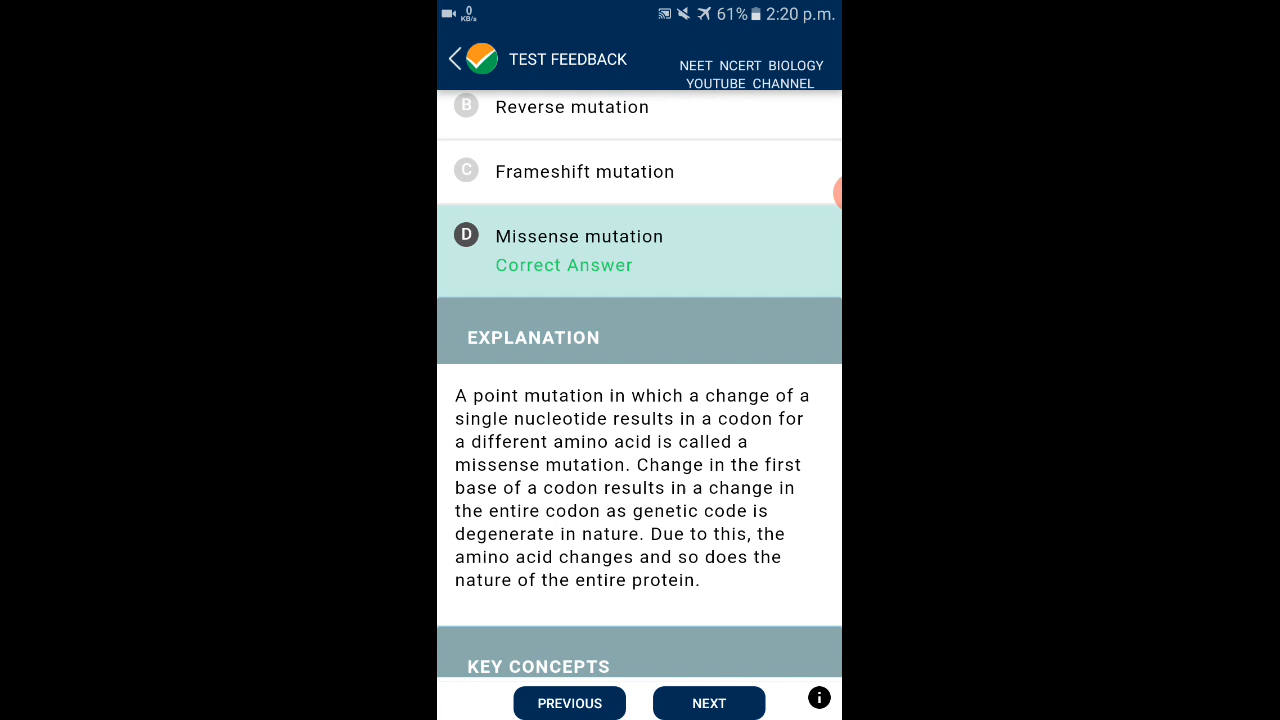 0
KB/s
61% 2:20 p.m.
TEST FEEDBACK
NEET NCERT BIOLOGY
YOUTUBE CHANNEL
B Reverse mutation
C Frameshift mutation
D Missense mutation
Correct Answer
EXPLANATION
A point mutation in which a change of a
single nucleotide results in a codon for
a different amino acid is called a
missense mutation. Change in the first
base of a codon results in a change in
the entire codon as genetic code is
degenerate in nature. Due to this, the
amino acid changes and so does the
nature of the entire protein.
KEY CONCEPTS
PREVIOUS NEXT i